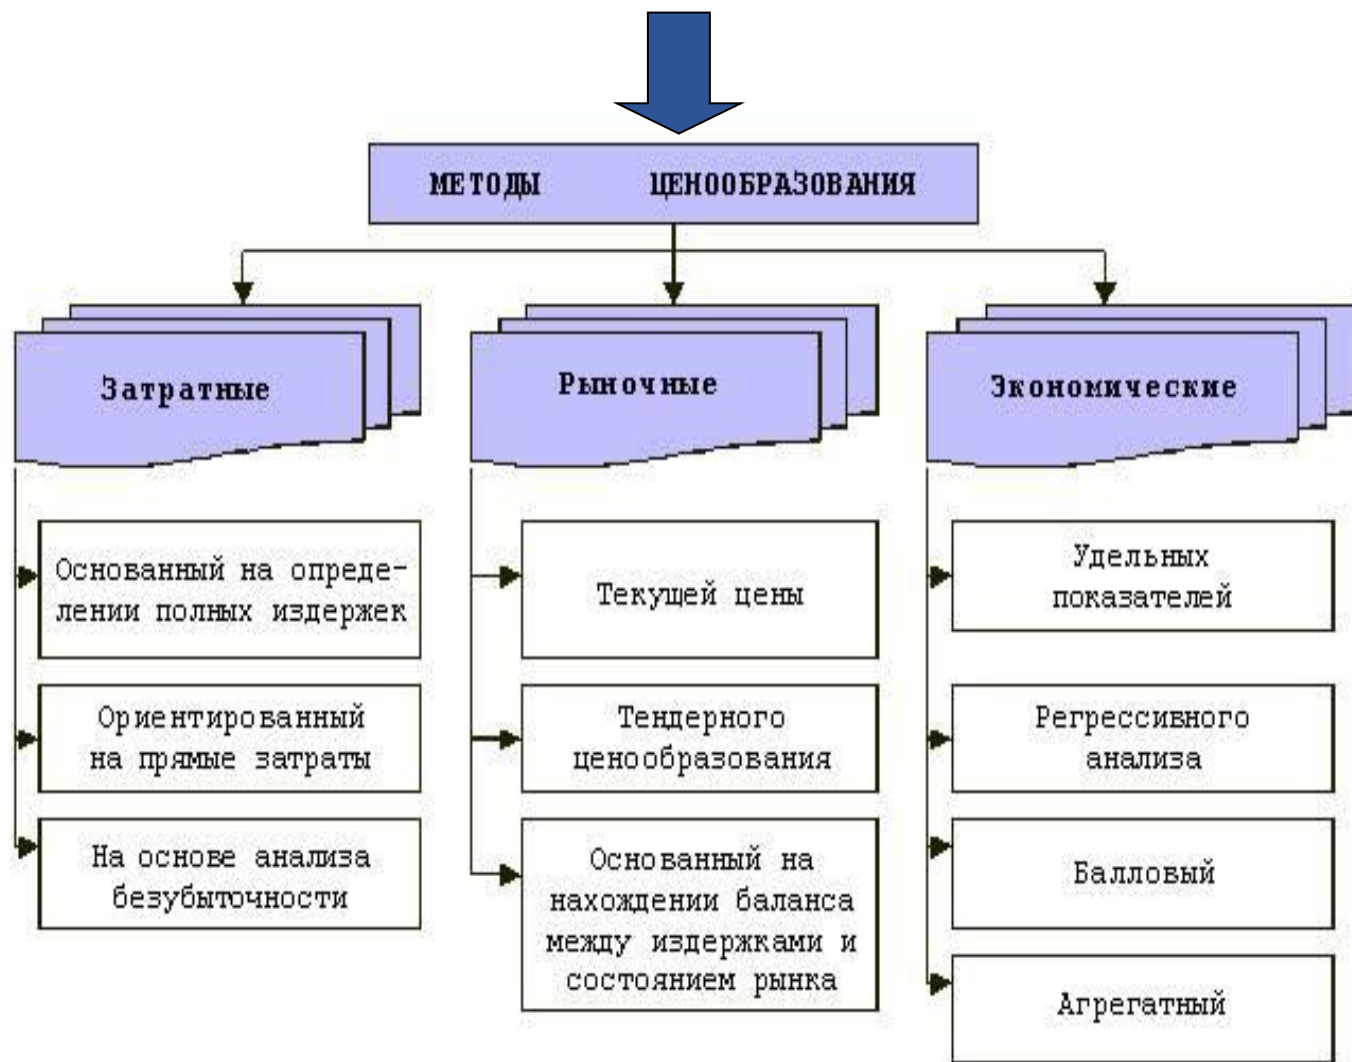 МЕТОДЫ ЦЕНООБРАЗОВАНИЯ
Затратные
Основанный на опреде-
лении полных издержек
Ориентированный
на прямые затраты
На основе анализа
безубыточности
Рыночные
Текущей цены
Тендерного
ценообразования
Основанный на
нахождении баланса
между издержками и
состоянием рынка
Экономические
Удельных
показателей
Регрессивного
анализа
Балловый
Агрегатный